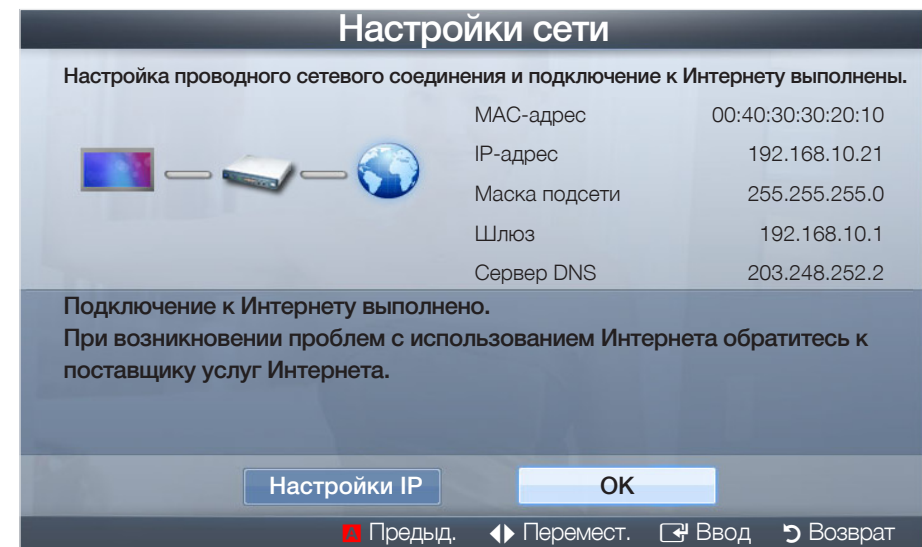 Настройки сети
Настройка проводного сетевого соединения и подключение к Интернету выполнены.
MAC-адрес 00:40:30:30:20:10
IP-адрес 192.168.10.21
Маска подсети 255.255.255.0
Шлюз 192.168.10.1
Сервер DNS 203.248.252.2
Подключение к Интернету выполнено.
При возникновении проблем с использованием Интернета обратитесь к
поставщику услуг Интернета.
Настройки IP OK
A Предыд. Перемест. Ввод Возврат